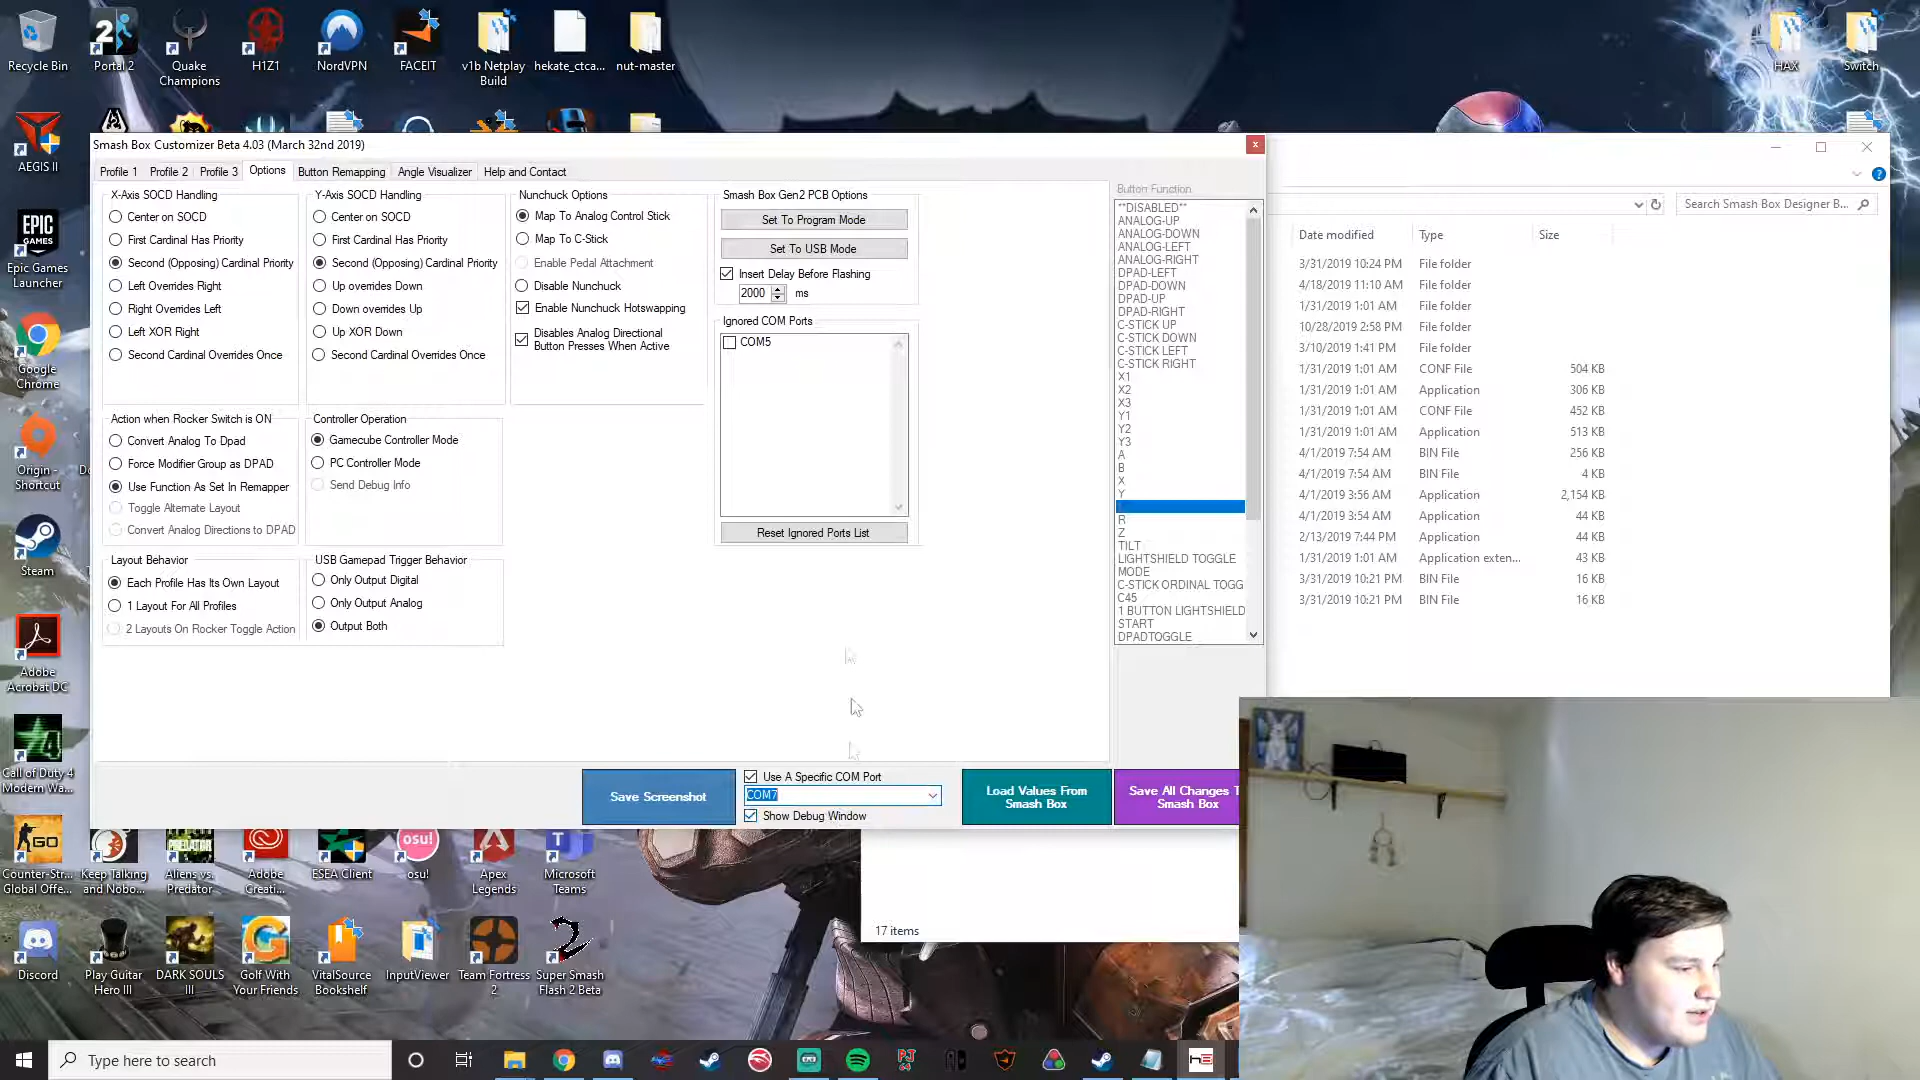 Recycle Bin
Portal 2
Quake
Champions
H1Z1
NordVPN
FACEIT
v1b Netplay
Build
hekate_ctca...
nut-master
HAX
Switch
AEGIS II
Epic Games
Launcher
Google
Chrome
Origin -
Shortcut
Steam
Adobe
Acrobat DC
Call of Duty 4
Modern Wa...
Smash Box Customizer Beta 4.03 (March 32nd 2019)
Profile 1
Profile 2
Profile 3
Options
Button Remapping
Angle Visualizer
Help and Contact
X-Axis SOCD Handling
Center on SOCD
First Cardinal Has Priority
Second (Opposing) Cardinal Priority
Left Overrides Right
Right Overrides Left
Left XOR Right
Second Cardinal Overrides Once
Y-Axis SOCD Handling
Center on SOCD
First Cardinal Has Priority
Second (Opposing) Cardinal Priority
Up overrides Down
Down overrides Up
Up XOR Down
Second Cardinal Overrides Once
Nunchuck Options
Map To Analog Control Stick
Map To C-Stick
Enable Pedal Attachment
Disable Nunchuck
Enable Nunchuck Hotswapping
Disables Analog Directional
Button Presses When Active
Smash Box Gen2 PCB Options
Set To Program Mode
Set To USB Mode
Insert Delay Before Flashing
2000 ms
Ignored COM Ports
COM5
Reset Ignored Ports List
Action when Rocker Switch is ON
Convert Analog To Dpad
Force Modifier Group as DPAD
Use Function As Set In Remapper
Toggle Alternate Layout
Convert Analog Directions to DPAD
Controller Operation
Gamecube Controller Mode
PC Controller Mode
Send Debug Info
Layout Behavior
Each Profile Has Its Own Layout
1 Layout For All Profiles
2 Layouts On Rocker Toggle Action
USB Gamepad Trigger Behavior
Only Output Digital
Only Output Analog
Output Both
Button Function
**DISABLED**
ANALOG-UP
ANALOG-DOWN
ANALOG-LEFT
ANALOG-RIGHT
DPAD-LEFT
DPAD-DOWN
DPAD-UP
DPAD-RIGHT
C-STICK UP
C-STICK DOWN
C-STICK LEFT
C-STICK RIGHT
X1
X2
X3
Y1
Y2
Y3
A
B
X
Y
R
Z
TILT
LIGHTSHIELD TOGGLE
MODE
C-STICK ORDINAL TOGG
C45
1 BUTTON LIGHTSHIELD
START
DPADTOGGLE
Save Screenshot
Use A Specific COM Port
COM7
Show Debug Window
Load Values From
Smash Box
Save All Changes T
Smash Box
Search Smash Box Designer B...
Date modified Type Size
3/31/2019 10:24 PM File folder
4/18/2019 11:10 AM File folder
1/31/2019 1:01 AM File folder
10/28/2019 2:58 PM File folder
3/10/2019 1:41 PM File folder
1/31/2019 1:01 AM CONF File 504 KB
1/31/2019 1:01 AM Application 306 KB
1/31/2019 1:01 AM CONF File 452 KB
1/31/2019 1:01 AM Application 513 KB
4/1/2019 7:54 AM BIN File 256 KB
4/1/2019 7:54 AM BIN File 4 KB
4/1/2019 3:56 AM Application 2,154 KB
4/1/2019 3:54 AM Application 44 KB
2/13/2019 7:44 PM Application 44 KB
1/31/2019 1:01 AM Application exten... 43 KB
3/31/2019 10:21 PM BIN File 16 KB
3/31/2019 10:21 PM BIN File 16 KB
17 items
Counter-Str...
Global Offe...
Keep Talking
and Nobo...
Aliens vs.
Predator
Adobe
Creati...
ESEA Client
osu!
osu!
Apex
Legends
Microsoft
Teams
Discord
Play Guitar
Hero III
DARK SOULS
III
Golf With
Your Friends
VitalSource
Bookshelf
InputViewer
Team Fortress
2
Super Smash
Flash 2 Beta
Type here to search